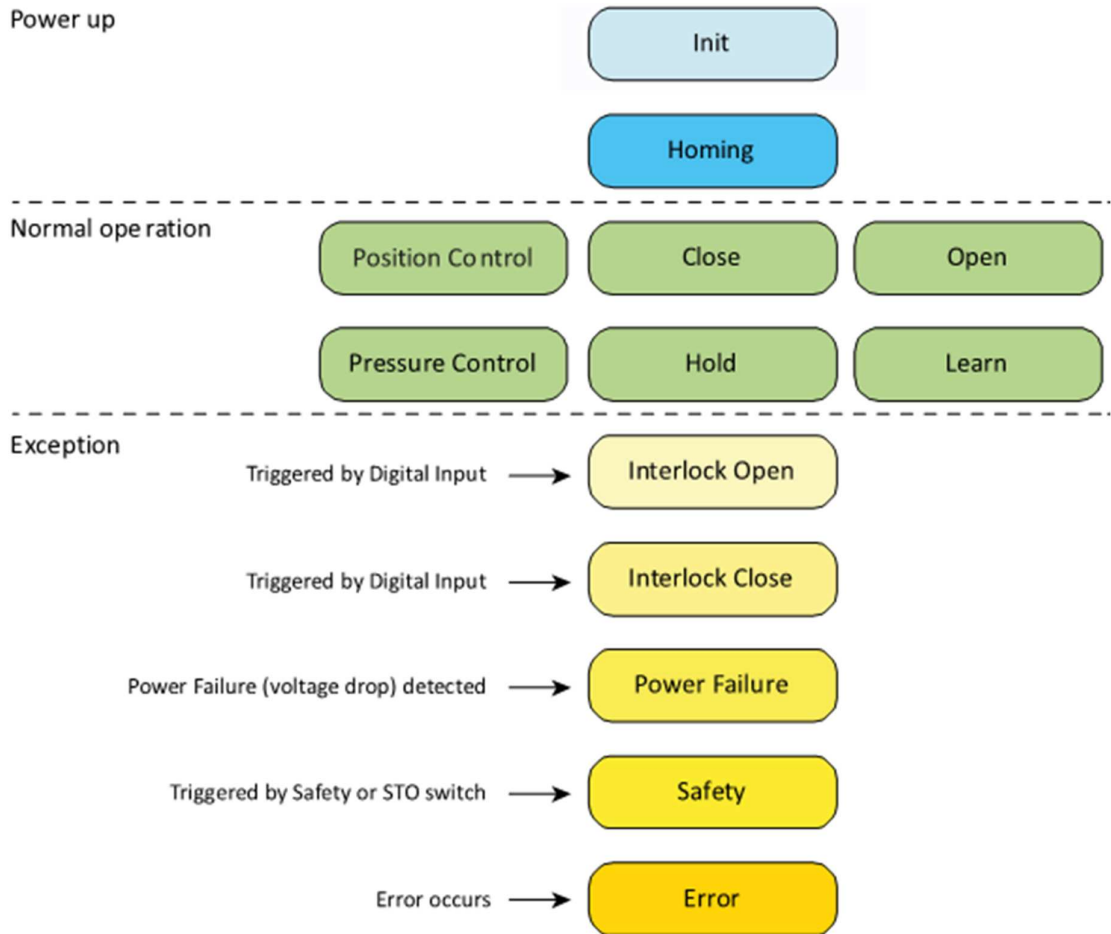 Power up
Init
Homing
Normal operation
Position Control
Close
Open
Pressure Control
Hold
Learn
Exception
Triggered by Digital Input
Interlock Open
Triggered by Digital Input
Interlock Close
Power Failure (voltage drop) detected
Power Failure
Triggered by Safety or STO switch
Safety
Error occurs
Error